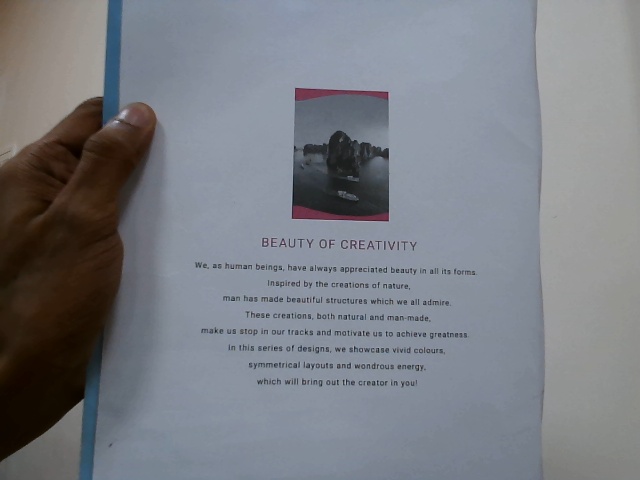 BEAUTY OF CREATIVITY
We, as human beings, have always appreciated beauty in all its forms.
Inspired by the creations of nature,
man has made beautiful structures which we all admire.
These creations, both natural and man-made,
make us stop in our tracks and motivate us to achieve greatness.
In this series of designs, we showcase vivid colours,
symmetrical layouts and wondrous energy,
which will bring out the creator in you!